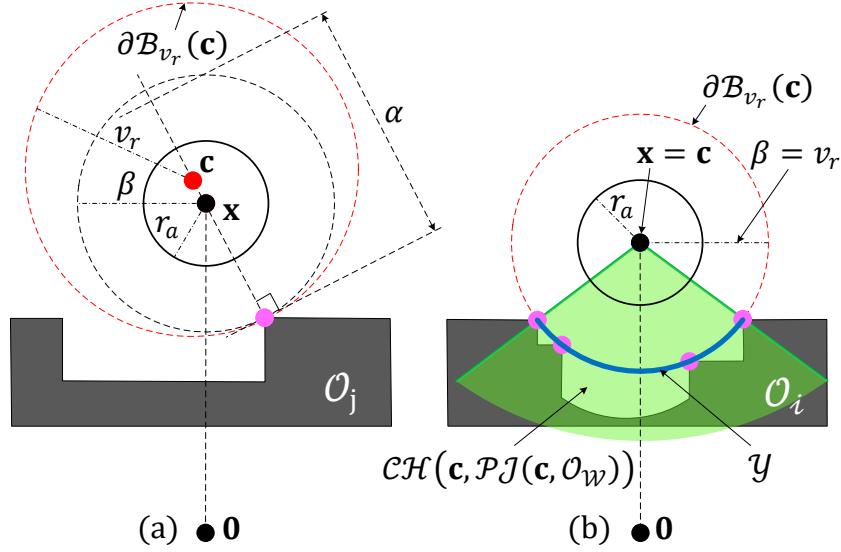 ∂ℬ_{v_r}(𝐜)
α
v_r
𝐜
β
𝐱
r_a
𝒪_j
(a)
𝟎
∂ℬ_{v_r}(𝐜)
𝐱 = 𝐜
β = v_r
r_a
𝒪_i
𝒞ℋ(𝐜, 𝒫𝒥(𝐜, 𝒪_𝒲))
𝒴
(b)
𝟎